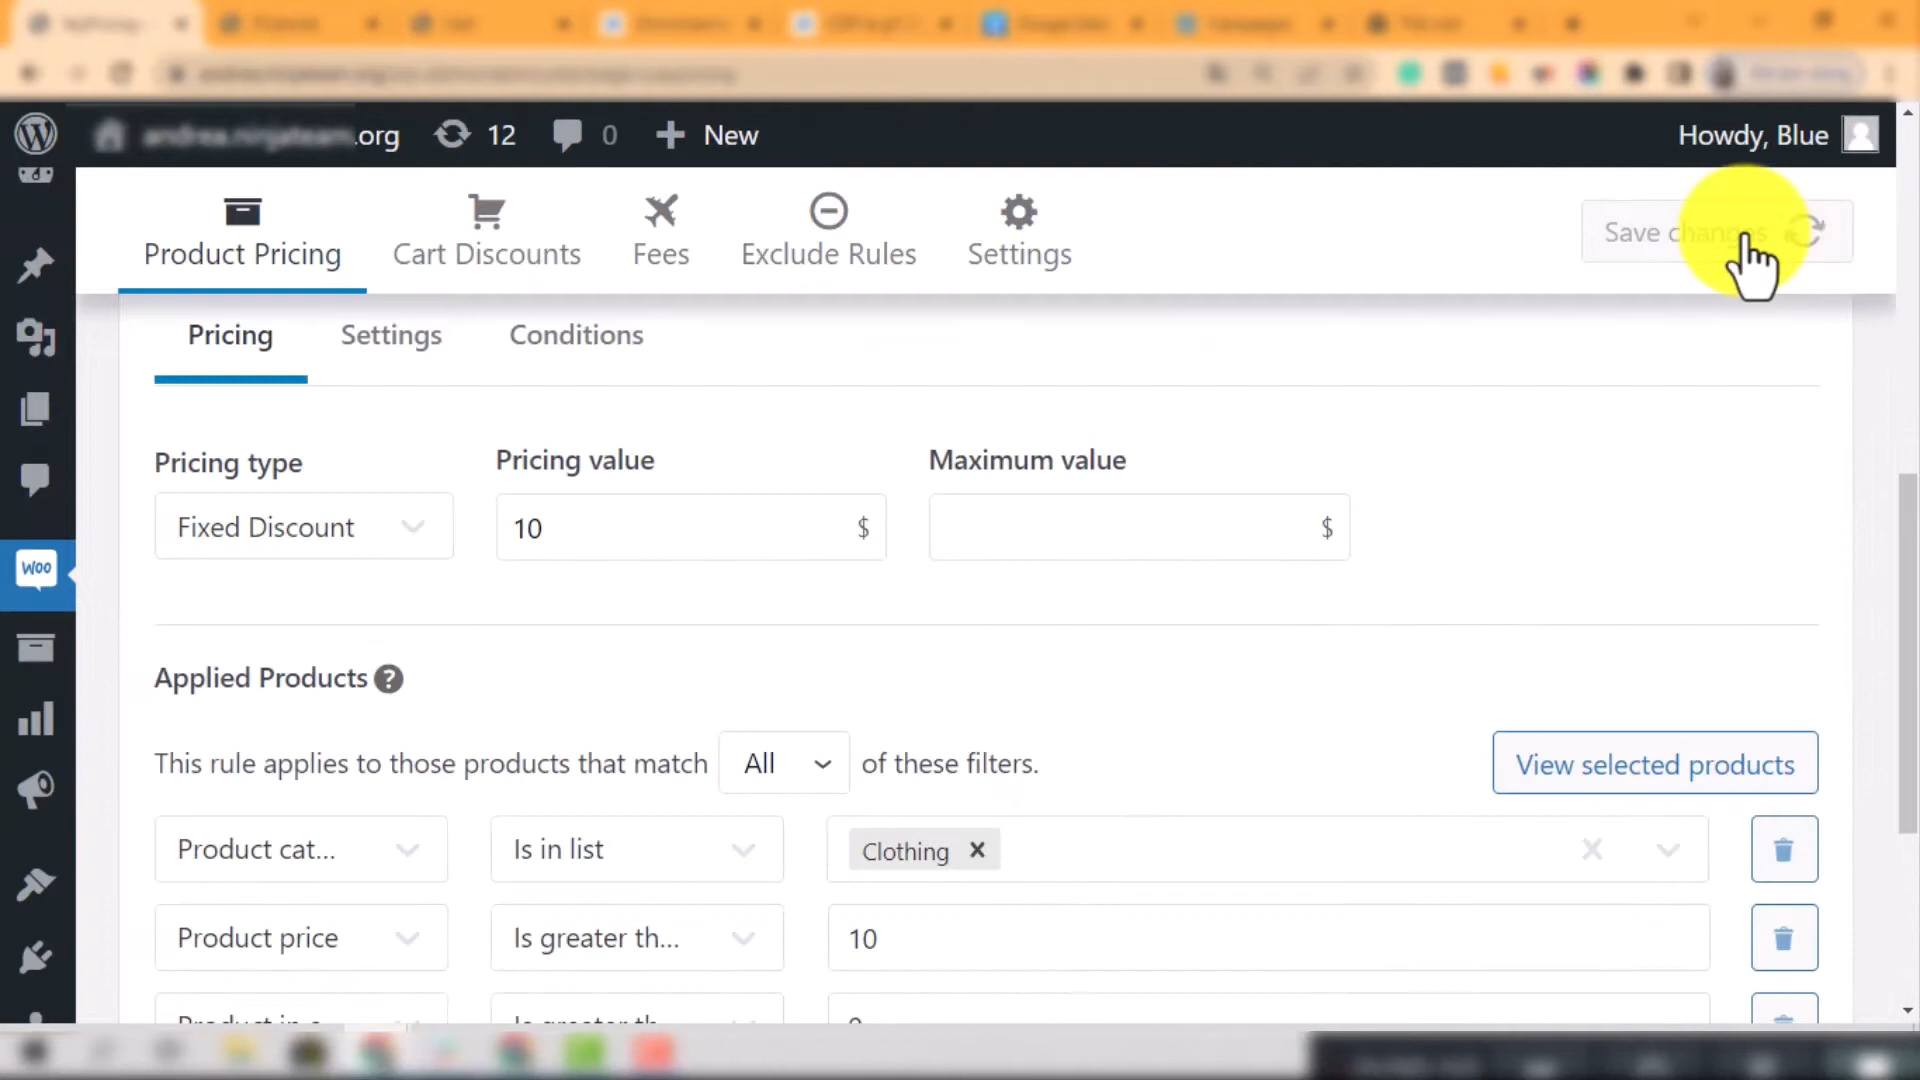 .org 12 0 New Howdy, Blue
Product Pricing Cart Discounts Fees Exclude Rules Settings Save changes
Pricing Settings Conditions
Pricing type Pricing value Maximum value
Fixed Discount 10 $ $
Applied Products ?
This rule applies to those products that match All of these filters. View selected products
Product cat... Is in list Clothing
Product price Is greater th... 10
Woo